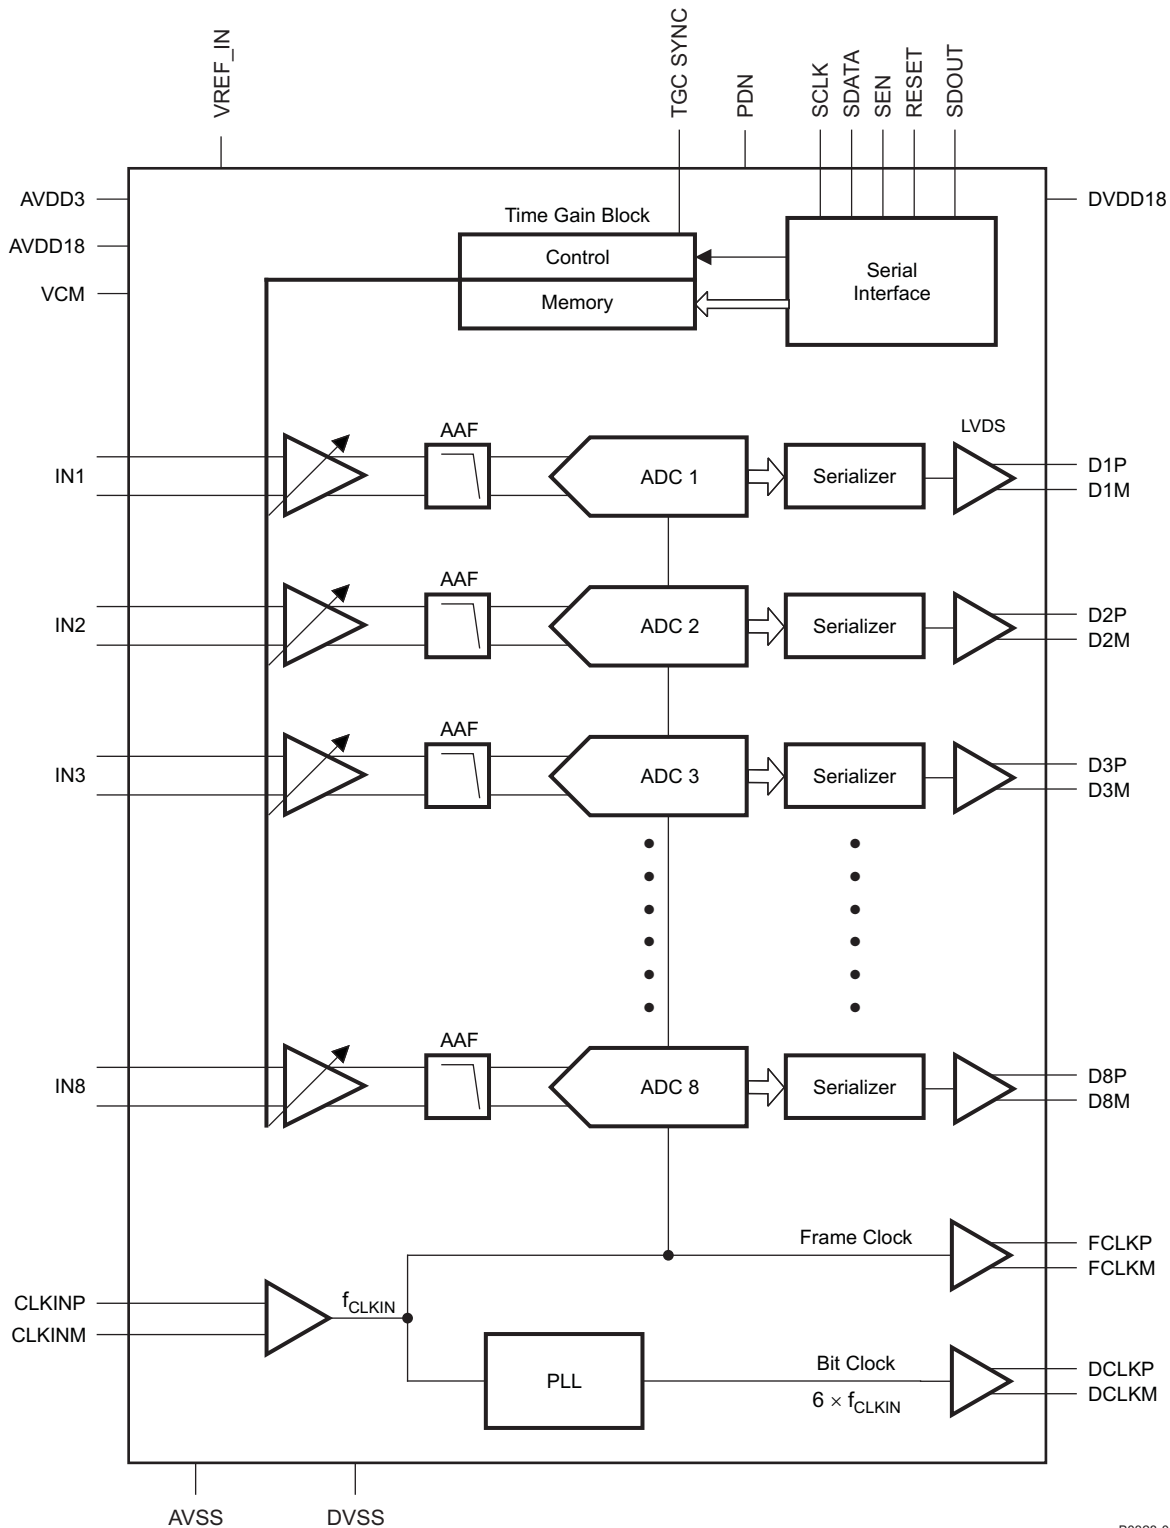 VREF_IN
TGC SYNC
PDN
SCLK
SDATA
SEN
RESET
SDOUT
AVDD3
DVDD18
AVDD18
VCM
Time Gain Block
Control
Memory
Serial
Interface
LVDS
IN1
AAF
ADC 1
Serializer
D1P
D1M
IN2
AAF
ADC 2
Serializer
D2P
D2M
IN3
AAF
ADC 3
Serializer
D3P
D3M
IN8
AAF
ADC 8
Serializer
D8P
D8M
Frame Clock
FCLKP
FCLKM
CLKINP
CLKINM
fCLKIN
PLL
Bit Clock
6 × fCLKIN
DCLKP
DCLKM
AVSS
DVSS